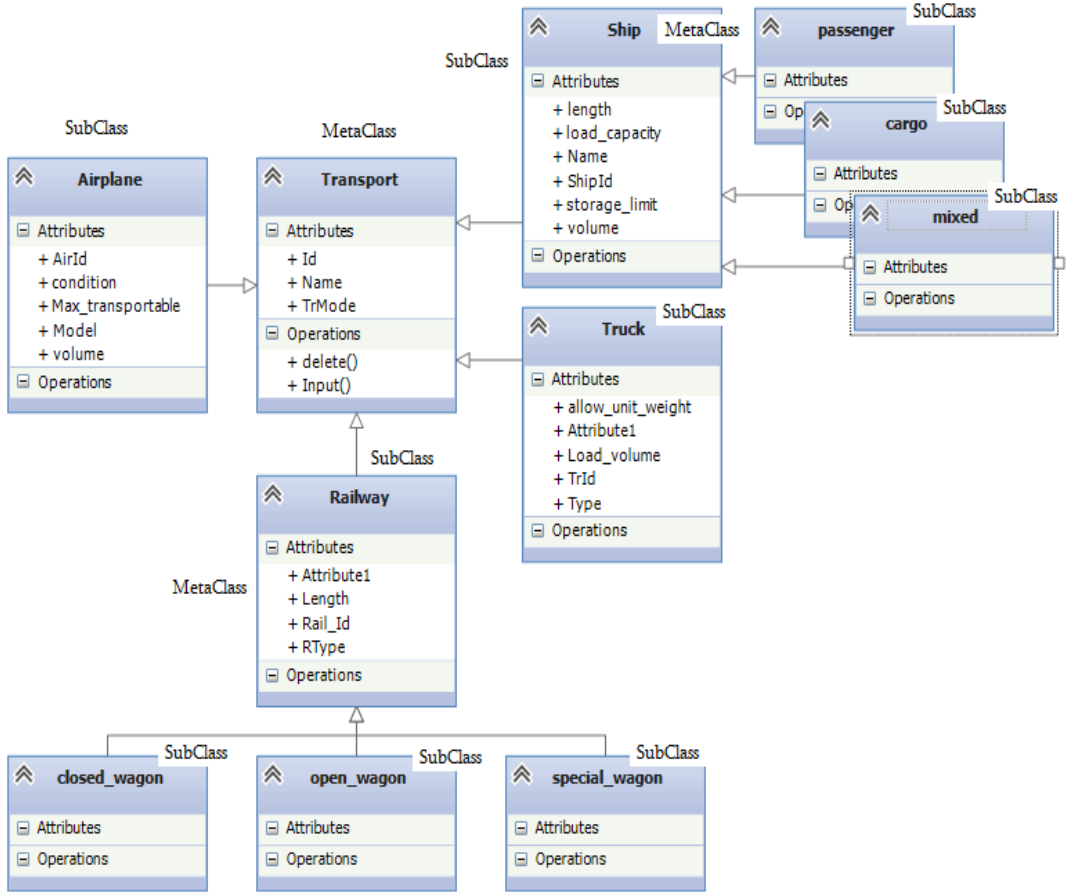 SubClass
Airplane
Attributes
+ AirId
+ condition
+ Max_transportable
+ Model
+ volume
Operations
MetaClass
Transport
Attributes
+ Id
+ Name
+ TrMode
Operations
+ delete()
+ Input()
SubClass
Ship
MetaClass
Attributes
+ length
+ load_capacity
+ Name
+ ShipId
+ storage_limit
+ volume
Operations
SubClass
passenger
Attributes
Op
SubClass
cargo
Attributes
Op
SubClass
mixed
Attributes
Operations
SubClass
Truck
Attributes
+ allow_unit_weight
+ Attribute1
+ Load_volume
+ TrId
+ Type
Operations
SubClass
Railway
MetaClass
Attributes
+ Attribute1
+ Length
+ Rail_Id
+ RType
Operations
SubClass
closed_wagon
Attributes
Operations
SubClass
open_wagon
Attributes
Operations
SubClass
special_wagon
Attributes
Operations